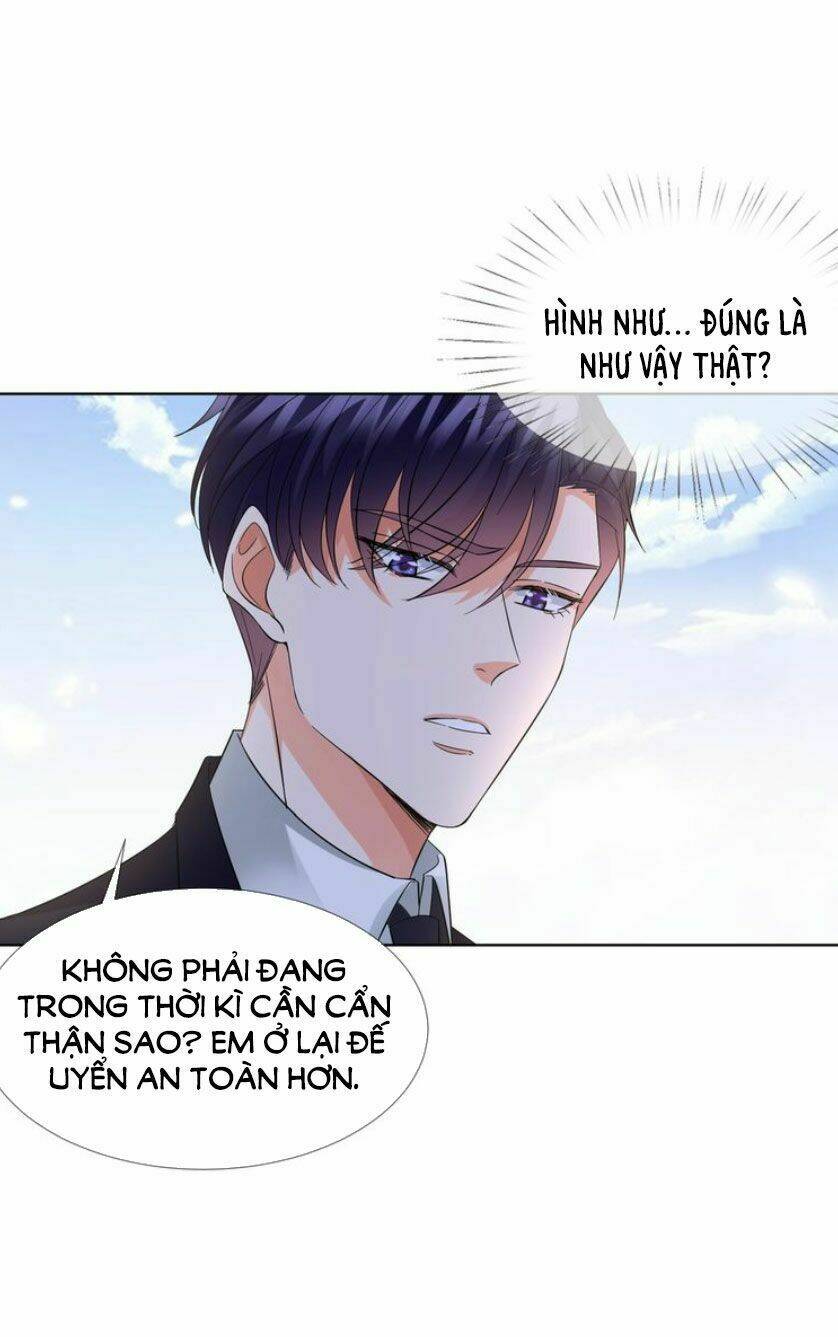 HÌNH NHƯ... ĐÚNG LÀ
NHƯ VẬY THẬT?
KHÔNG PHẢI ĐANG
TRONG THỜI KÌ CẦN CẨN
THẬN SAO? EM Ở LẠI ĐẾ
UYỂN AN TOÀN HƠN.